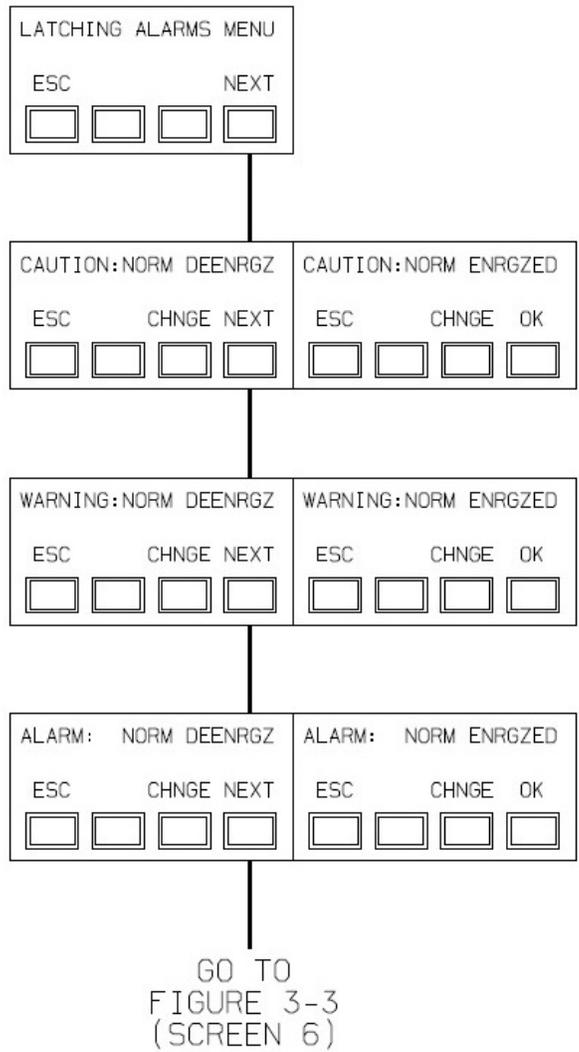 LATCHING ALARMS MENU
ESC NEXT
CAUTION:NORM DEENRGZ
ESC CHNGE NEXT
CAUTION:NORM ENRGZED
ESC CHNGE OK
WARNING:NORM DEENRGZ
ESC CHNGE NEXT
WARNING:NORM ENRGZED
ESC CHNGE OK
ALARM: NORM DEENRGZ
ESC CHNGE NEXT
ALARM: NORM ENRGZED
ESC CHNGE OK
GO TO
FIGURE 3-3
(SCREEN 6)